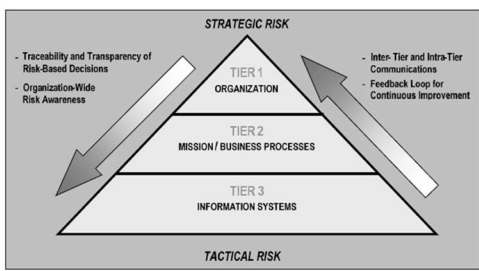 STRATEGIC RISK
- Traceability and Transparency of
Risk-Based Decisions
- Organization-Wide
Risk Awareness
- Inter- Tier and Intra-Tier
Communications
- Feedback Loop for
Continuous Improvement
TIER 1
ORGANIZATION
TIER 2
MISSION / BUSINESS PROCESSES
TIER 3
INFORMATION SYSTEMS
TACTICAL RISK